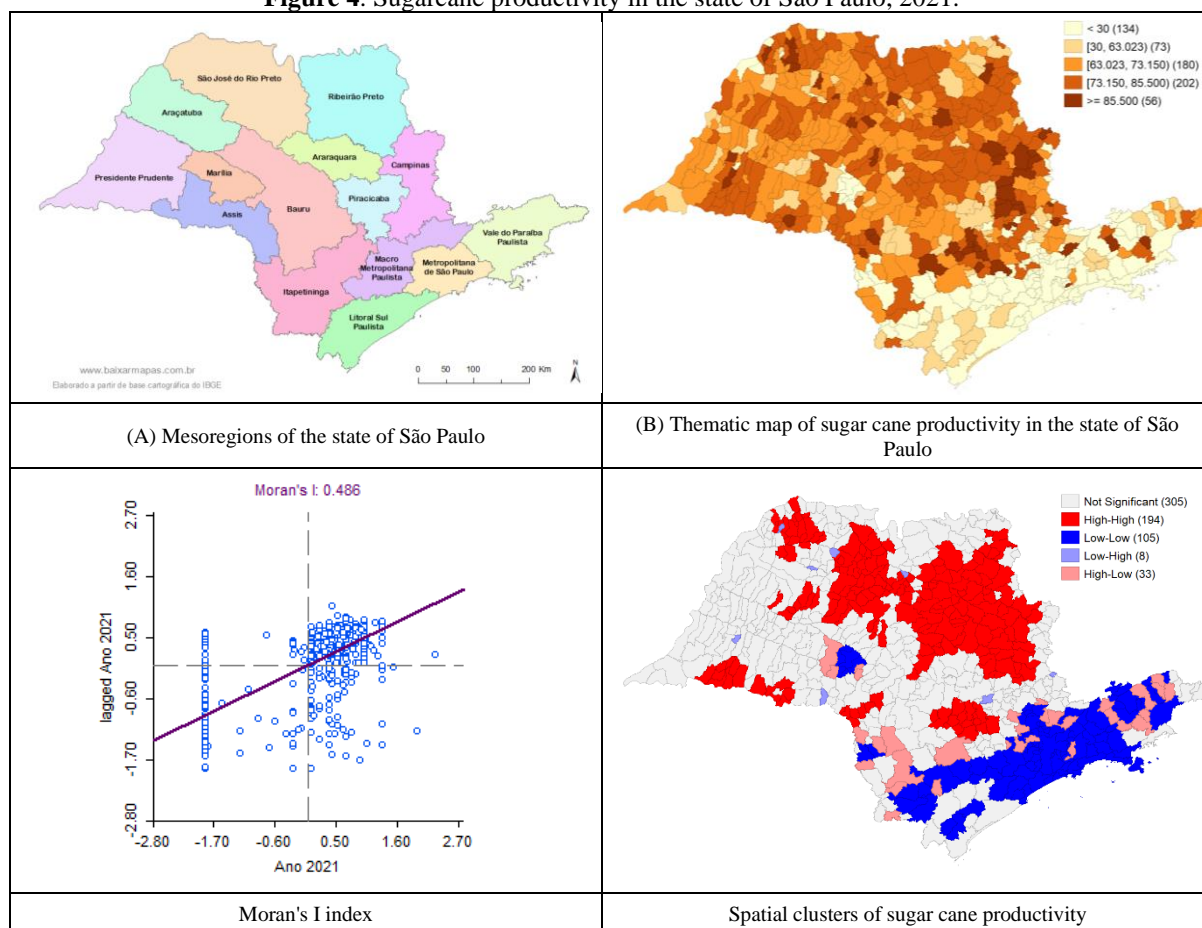 Figure 4. Sugarcane productivity in the state of São Paulo, 2021.
São José do Rio Preto
Ribeirão Preto
Araçatuba
Araraquara
Campinas
Presidente Prudente
Marília
Piracicaba
Bauru
Assis
Vale do Paraíba
Paulista
Macro
Metropolitana
Paulista
Metropolitana
de São Paulo
Itapetininga
Litoral Sul
Paulista
www.baixarmapas.com.br
Elaborado a partir de base cartográfica do IBGE
0 50 100 200 Km
N
< 30 (134)
[30, 63.023) (73)
[63.023, 73.150) (180)
[73.150, 85.500) (202)
>= 85.500 (56)
(A) Mesoregions of the state of São Paulo
(B) Thematic map of sugar cane productivity in the state of São
Paulo
Moran's I: 0.486
2.70
1.60
0.50
-0.60
-1.70
-2.80
lagged Ano 2021
-2.80 -1.70 -0.60 0.50 1.60 2.70
Ano 2021
Not Significant (305)
High-High (194)
Low-Low (105)
Low-High (8)
High-Low (33)
Moran's I index
Spatial clusters of sugar cane productivity